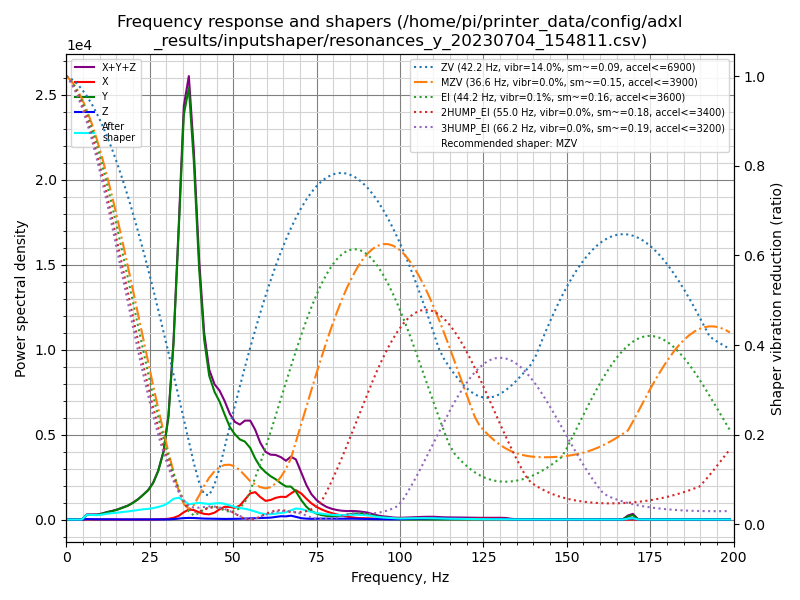 Frequency response and shapers (/home/pi/printer_data/config/adxl
_results/inputshaper/resonances_y_20230704_154811.csv)
1e4
X+Y+Z
X
Y
Z
After
shaper
ZV (42.2 Hz, vibr=14.0%, sm~=0.09, accel<=6900)
MZV (36.6 Hz, vibr=0.0%, sm~=0.15, accel<=3900)
EI (44.2 Hz, vibr=0.1%, sm~=0.16, accel<=3600)
2HUMP_EI (55.0 Hz, vibr=0.0%, sm~=0.18, accel<=3400)
3HUMP_EI (66.2 Hz, vibr=0.0%, sm~=0.19, accel<=3200)
Recommended shaper: MZV
2.5
2.0
1.5
1.0
0.5
0.0
Power spectral density
1.0
0.8
0.6
0.4
0.2
0.0
Shaper vibration reduction (ratio)
0 25 50 75 100 125 150 175 200
Frequency, Hz